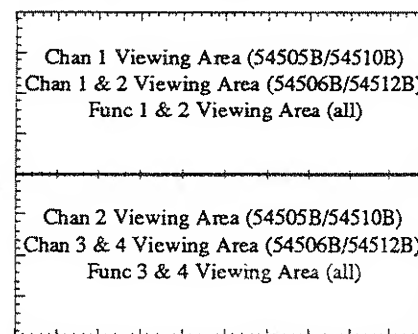 Chan 1 Viewing Area (54505B/54510B)
Chan 1 & 2 Viewing Area (54506B/54512B)
Func 1 & 2 Viewing Area (all)
Chan 2 Viewing Area (54505B/54510B)
Chan 3 & 4 Viewing Area (54506B/54512B)
Func 3 & 4 Viewing Area (all)